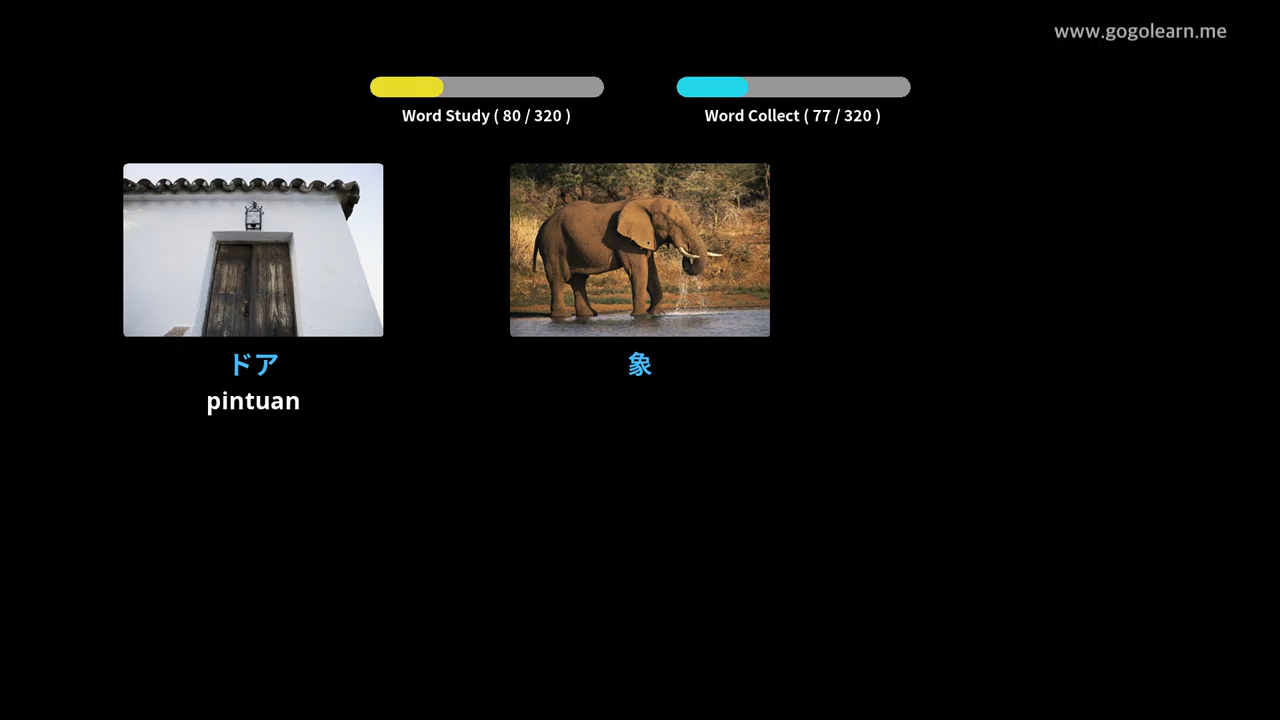 www.gogolearn.me
Word Study ( 80 / 320 )
Word Collect ( 77 / 320 )
ドア
象
pintuan